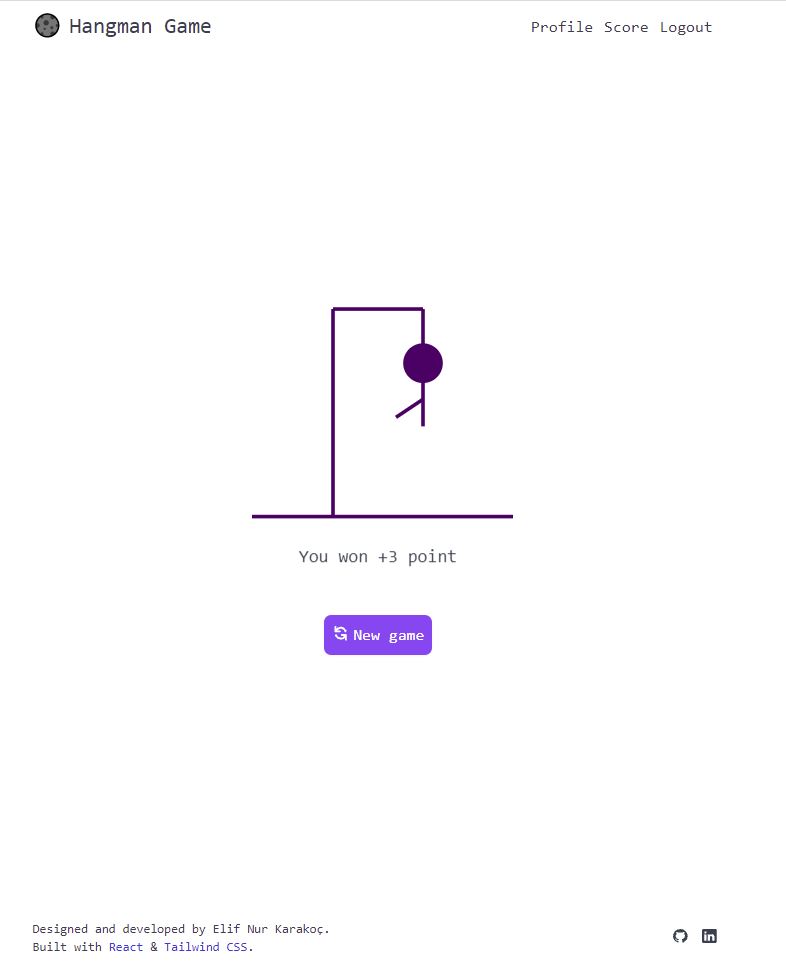 Hangman Game
Profile Score Logout
You won +3 point
New game
Designed and developed by Elif Nur Karakoç.
Built with React & Tailwind CSS.